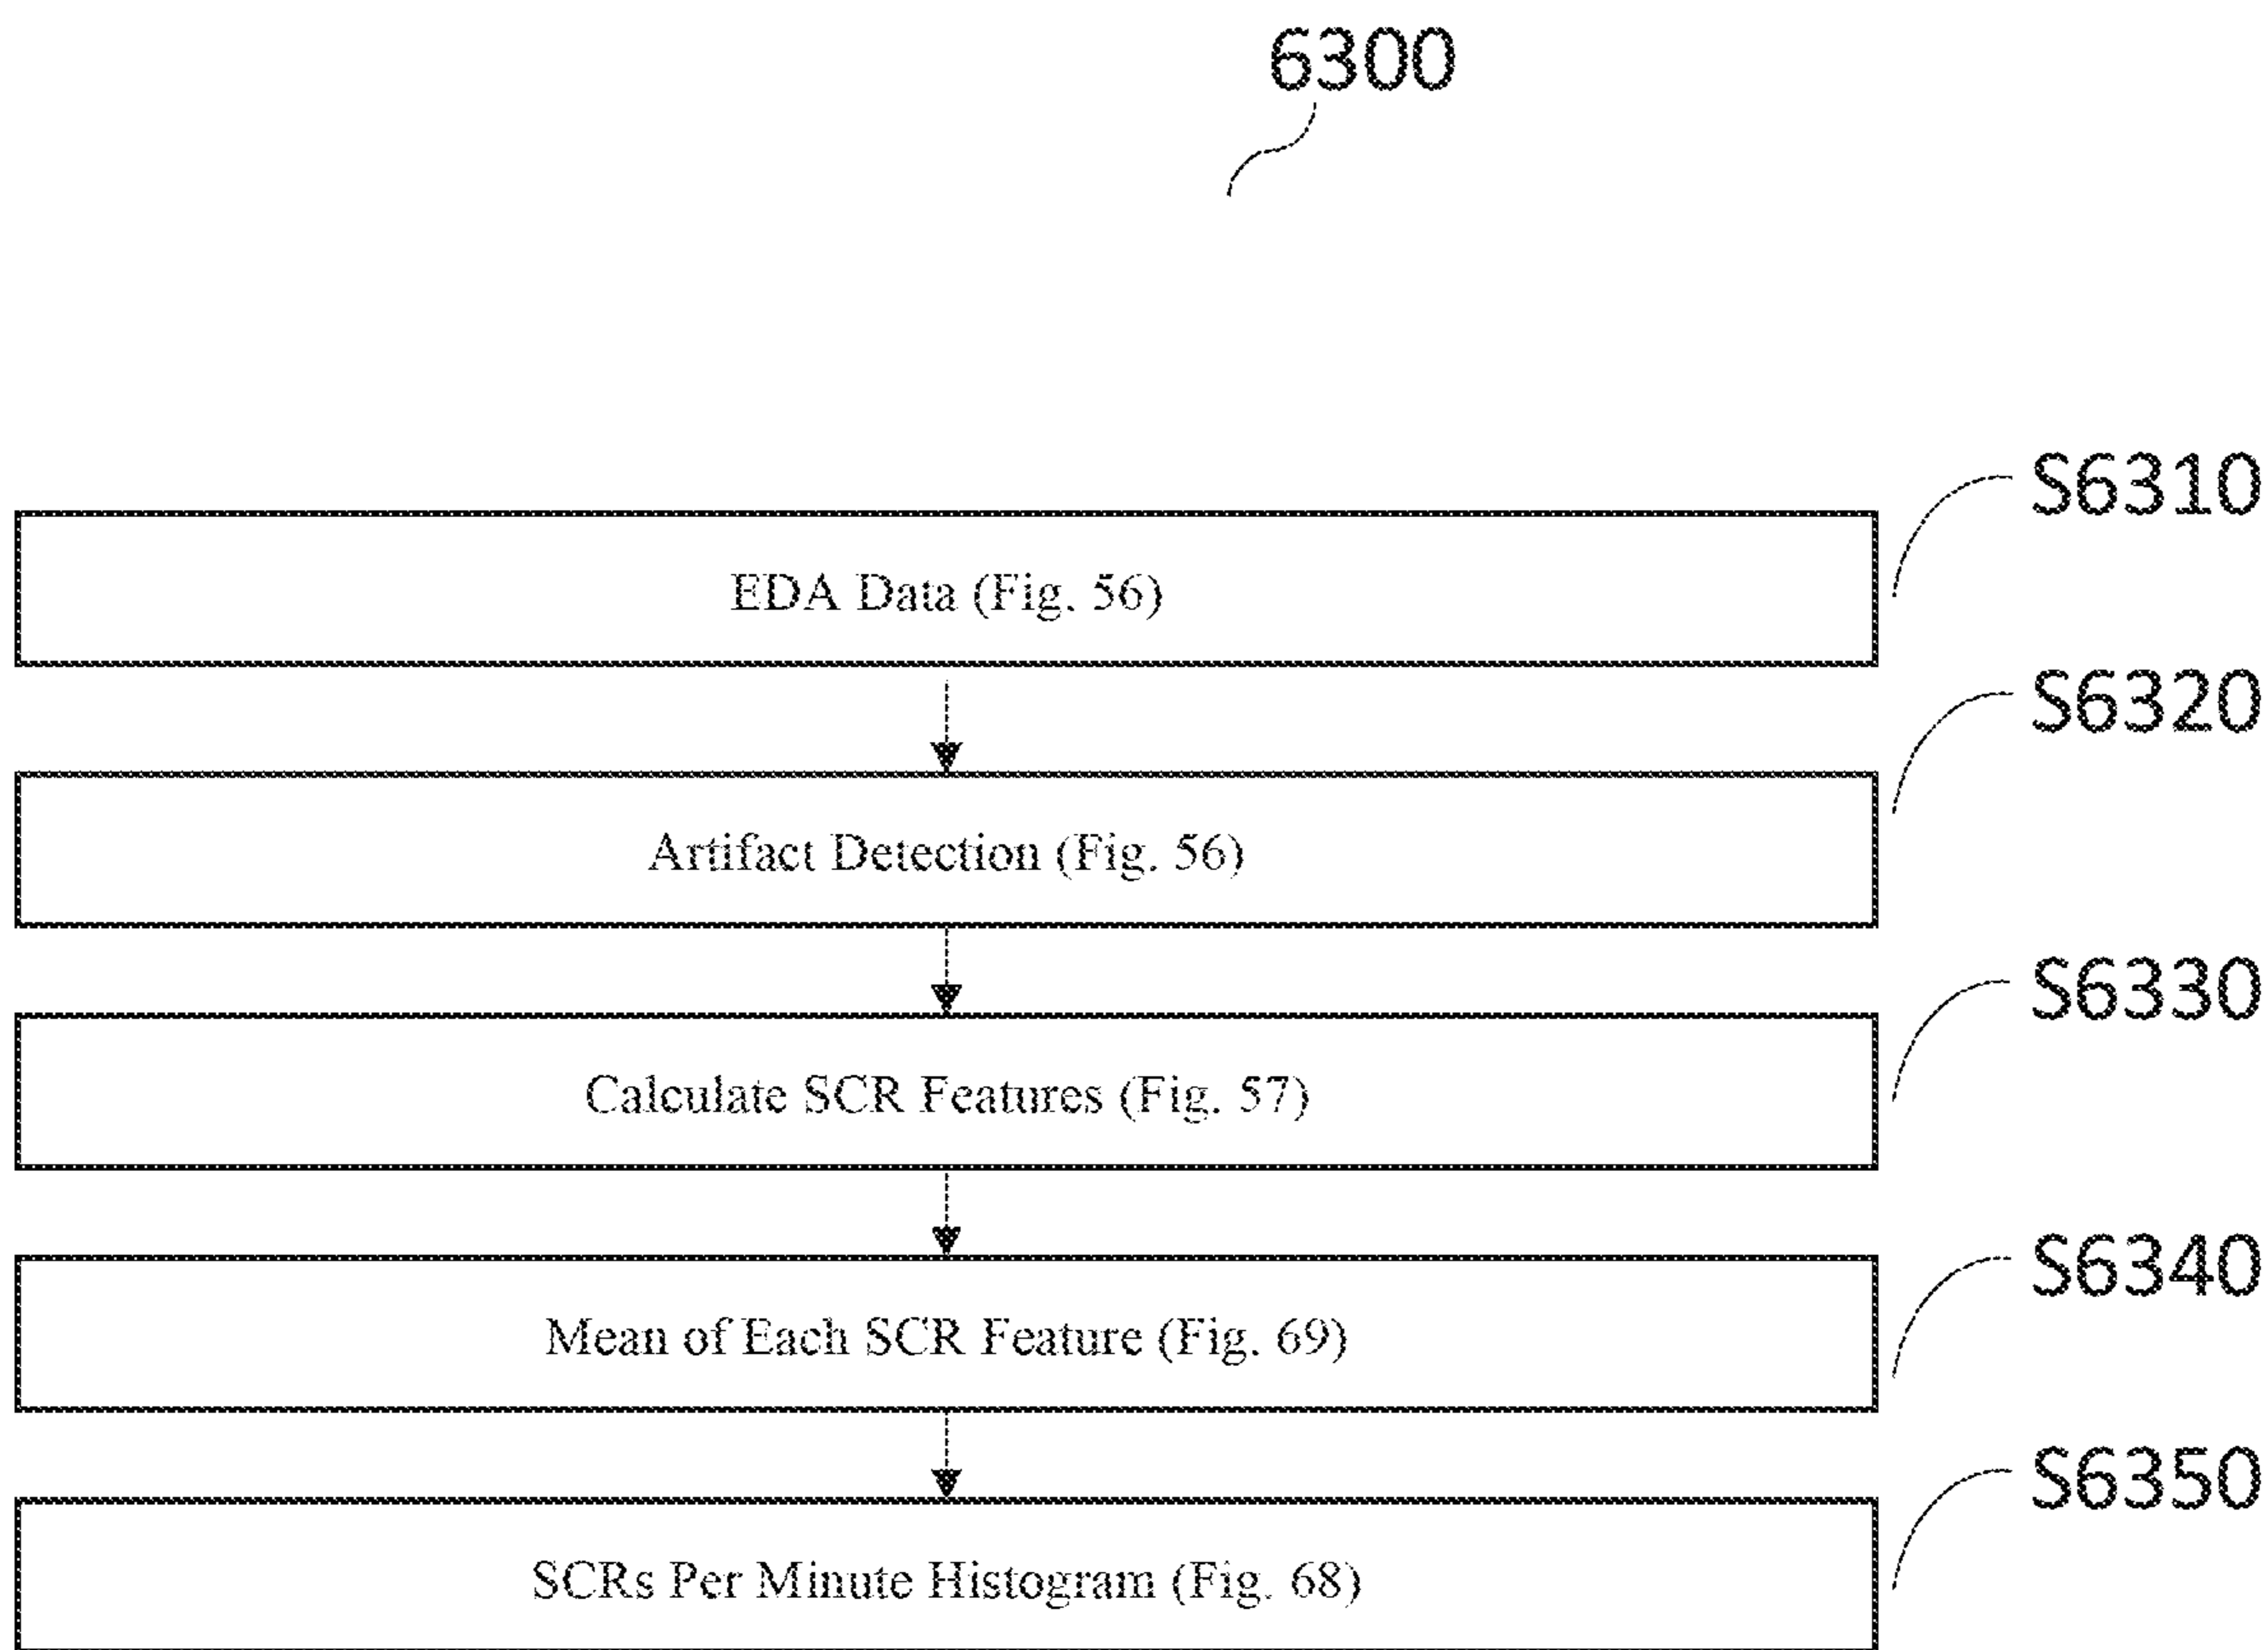 6300
S6310
EDA Data (Fig. 56)
S6320
Artifact Detection (Fig. 56)
S6330
Calculate SCR Features (Fig. 57)
S6340
Mean of Each SCR Feature (Fig. 69)
S6350
SCRs Per Minute Histogram (Fig. 68)